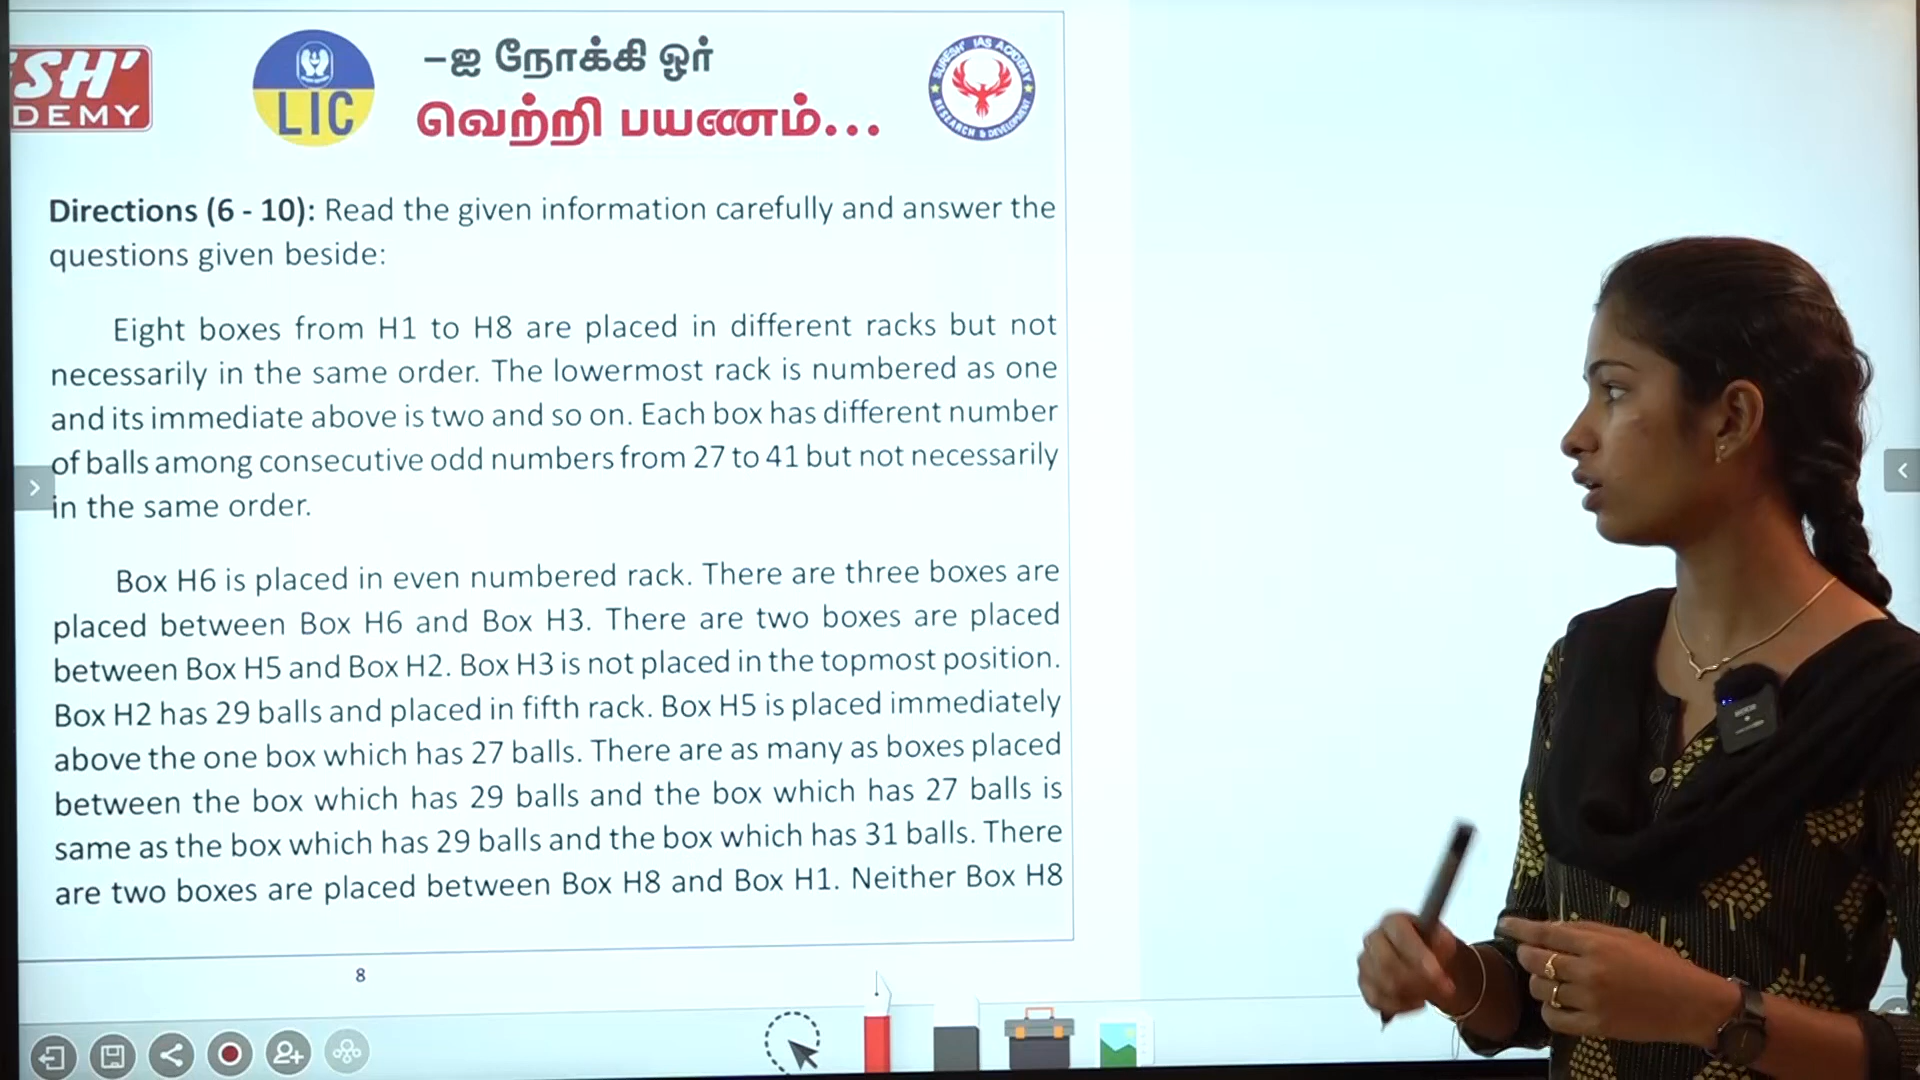 SH'
DEMY
LIC
–ஐ நோக்கி ஓர்
வெற்றி பயணம்...
SURESH' IAS ACADEMY
RESEARCH & DEVELOPMENT
Directions (6 - 10): Read the given information carefully and answer the
questions given beside:
Eight boxes from H1 to H8 are placed in different racks but not
necessarily in the same order. The lowermost rack is numbered as one
and its immediate above is two and so on. Each box has different number
of balls among consecutive odd numbers from 27 to 41 but not necessarily
in the same order.
Box H6 is placed in even numbered rack. There are three boxes are
placed between Box H6 and Box H3. There are two boxes are placed
between Box H5 and Box H2. Box H3 is not placed in the topmost position.
Box H2 has 29 balls and placed in fifth rack. Box H5 is placed immediately
above the one box which has 27 balls. There are as many as boxes placed
between the box which has 29 balls and the box which has 27 balls is
same as the box which has 29 balls and the box which has 31 balls. There
are two boxes are placed between Box H8 and Box H1. Neither Box H8
8